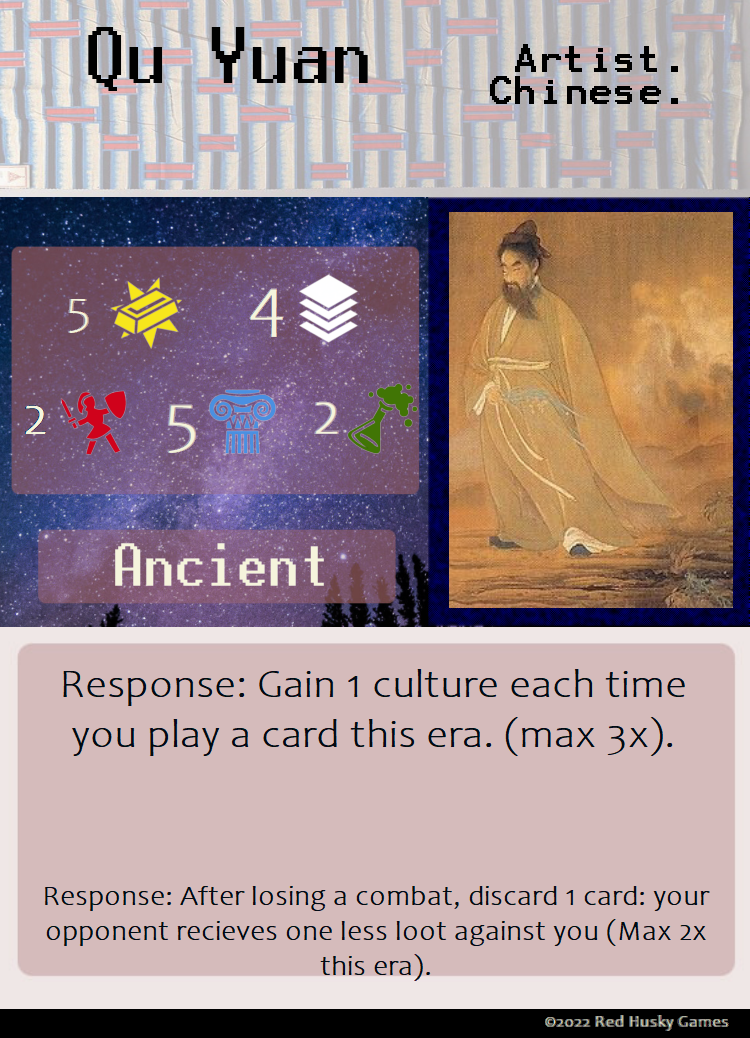 Qu Yuan
Artist.
Chinese.
5
4
2
5
2
Ancient
Response: Gain 1 culture each time
you play a card this era. (max 3x).
Response: After losing a combat, discard 1 card: your
opponent recieves one less loot against you (Max 2x
this era).
©2022 Red Husky Games